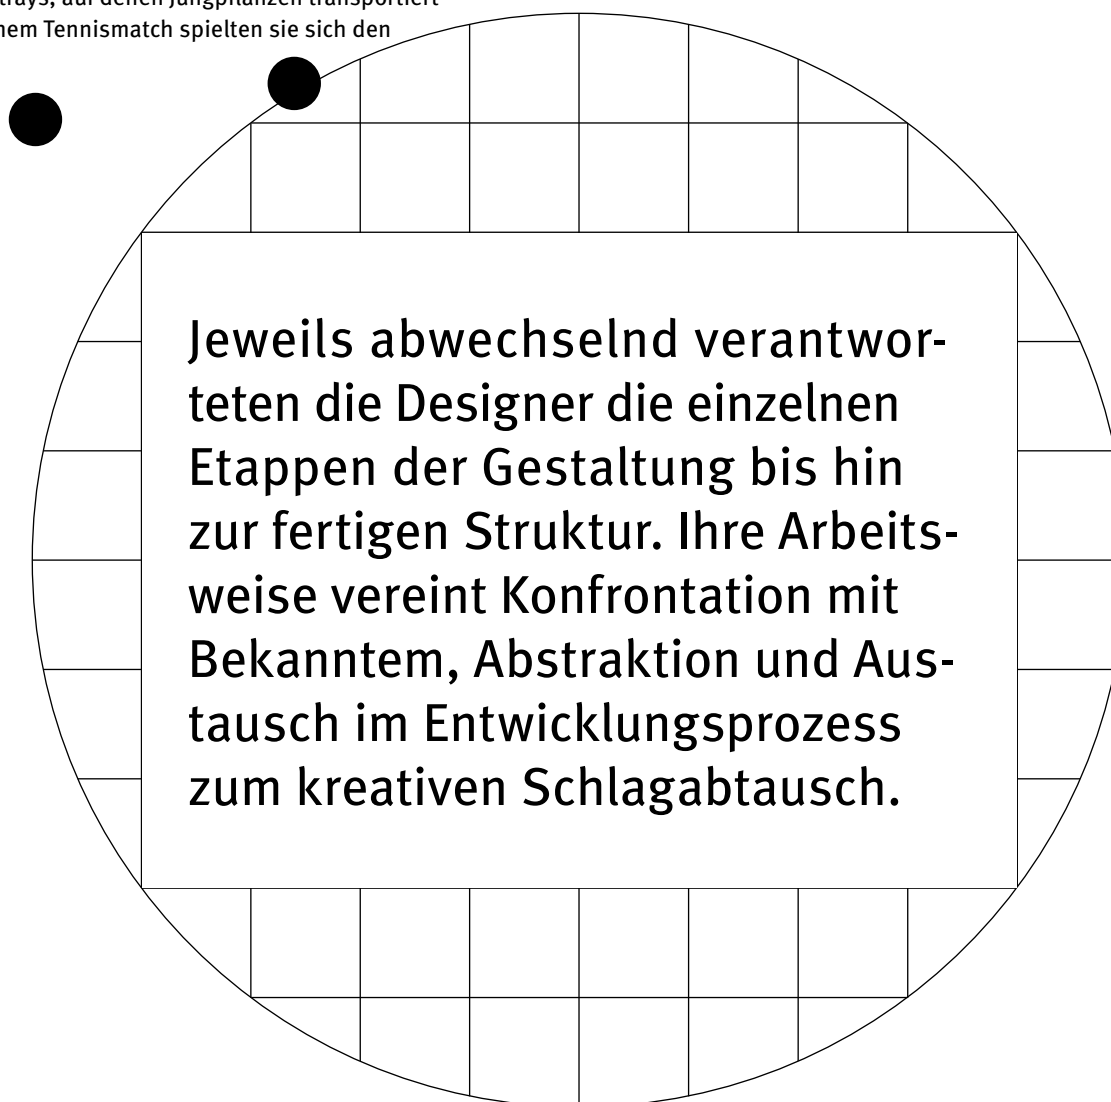 auf denen Jungpflanzen transportiert
Tennismatch spielten sie sich den
Jeweils abwechselnd verantwor-
teten die Designer die einzelnen
Etappen der Gestaltung bis hin
zur fertigen Struktur. Ihre Arbeits-
weise vereint Konfrontation mit
Bekanntem, Abstraktion und Aus-
tausch im Entwicklungsprozess
zum kreativen Schlagabtausch.